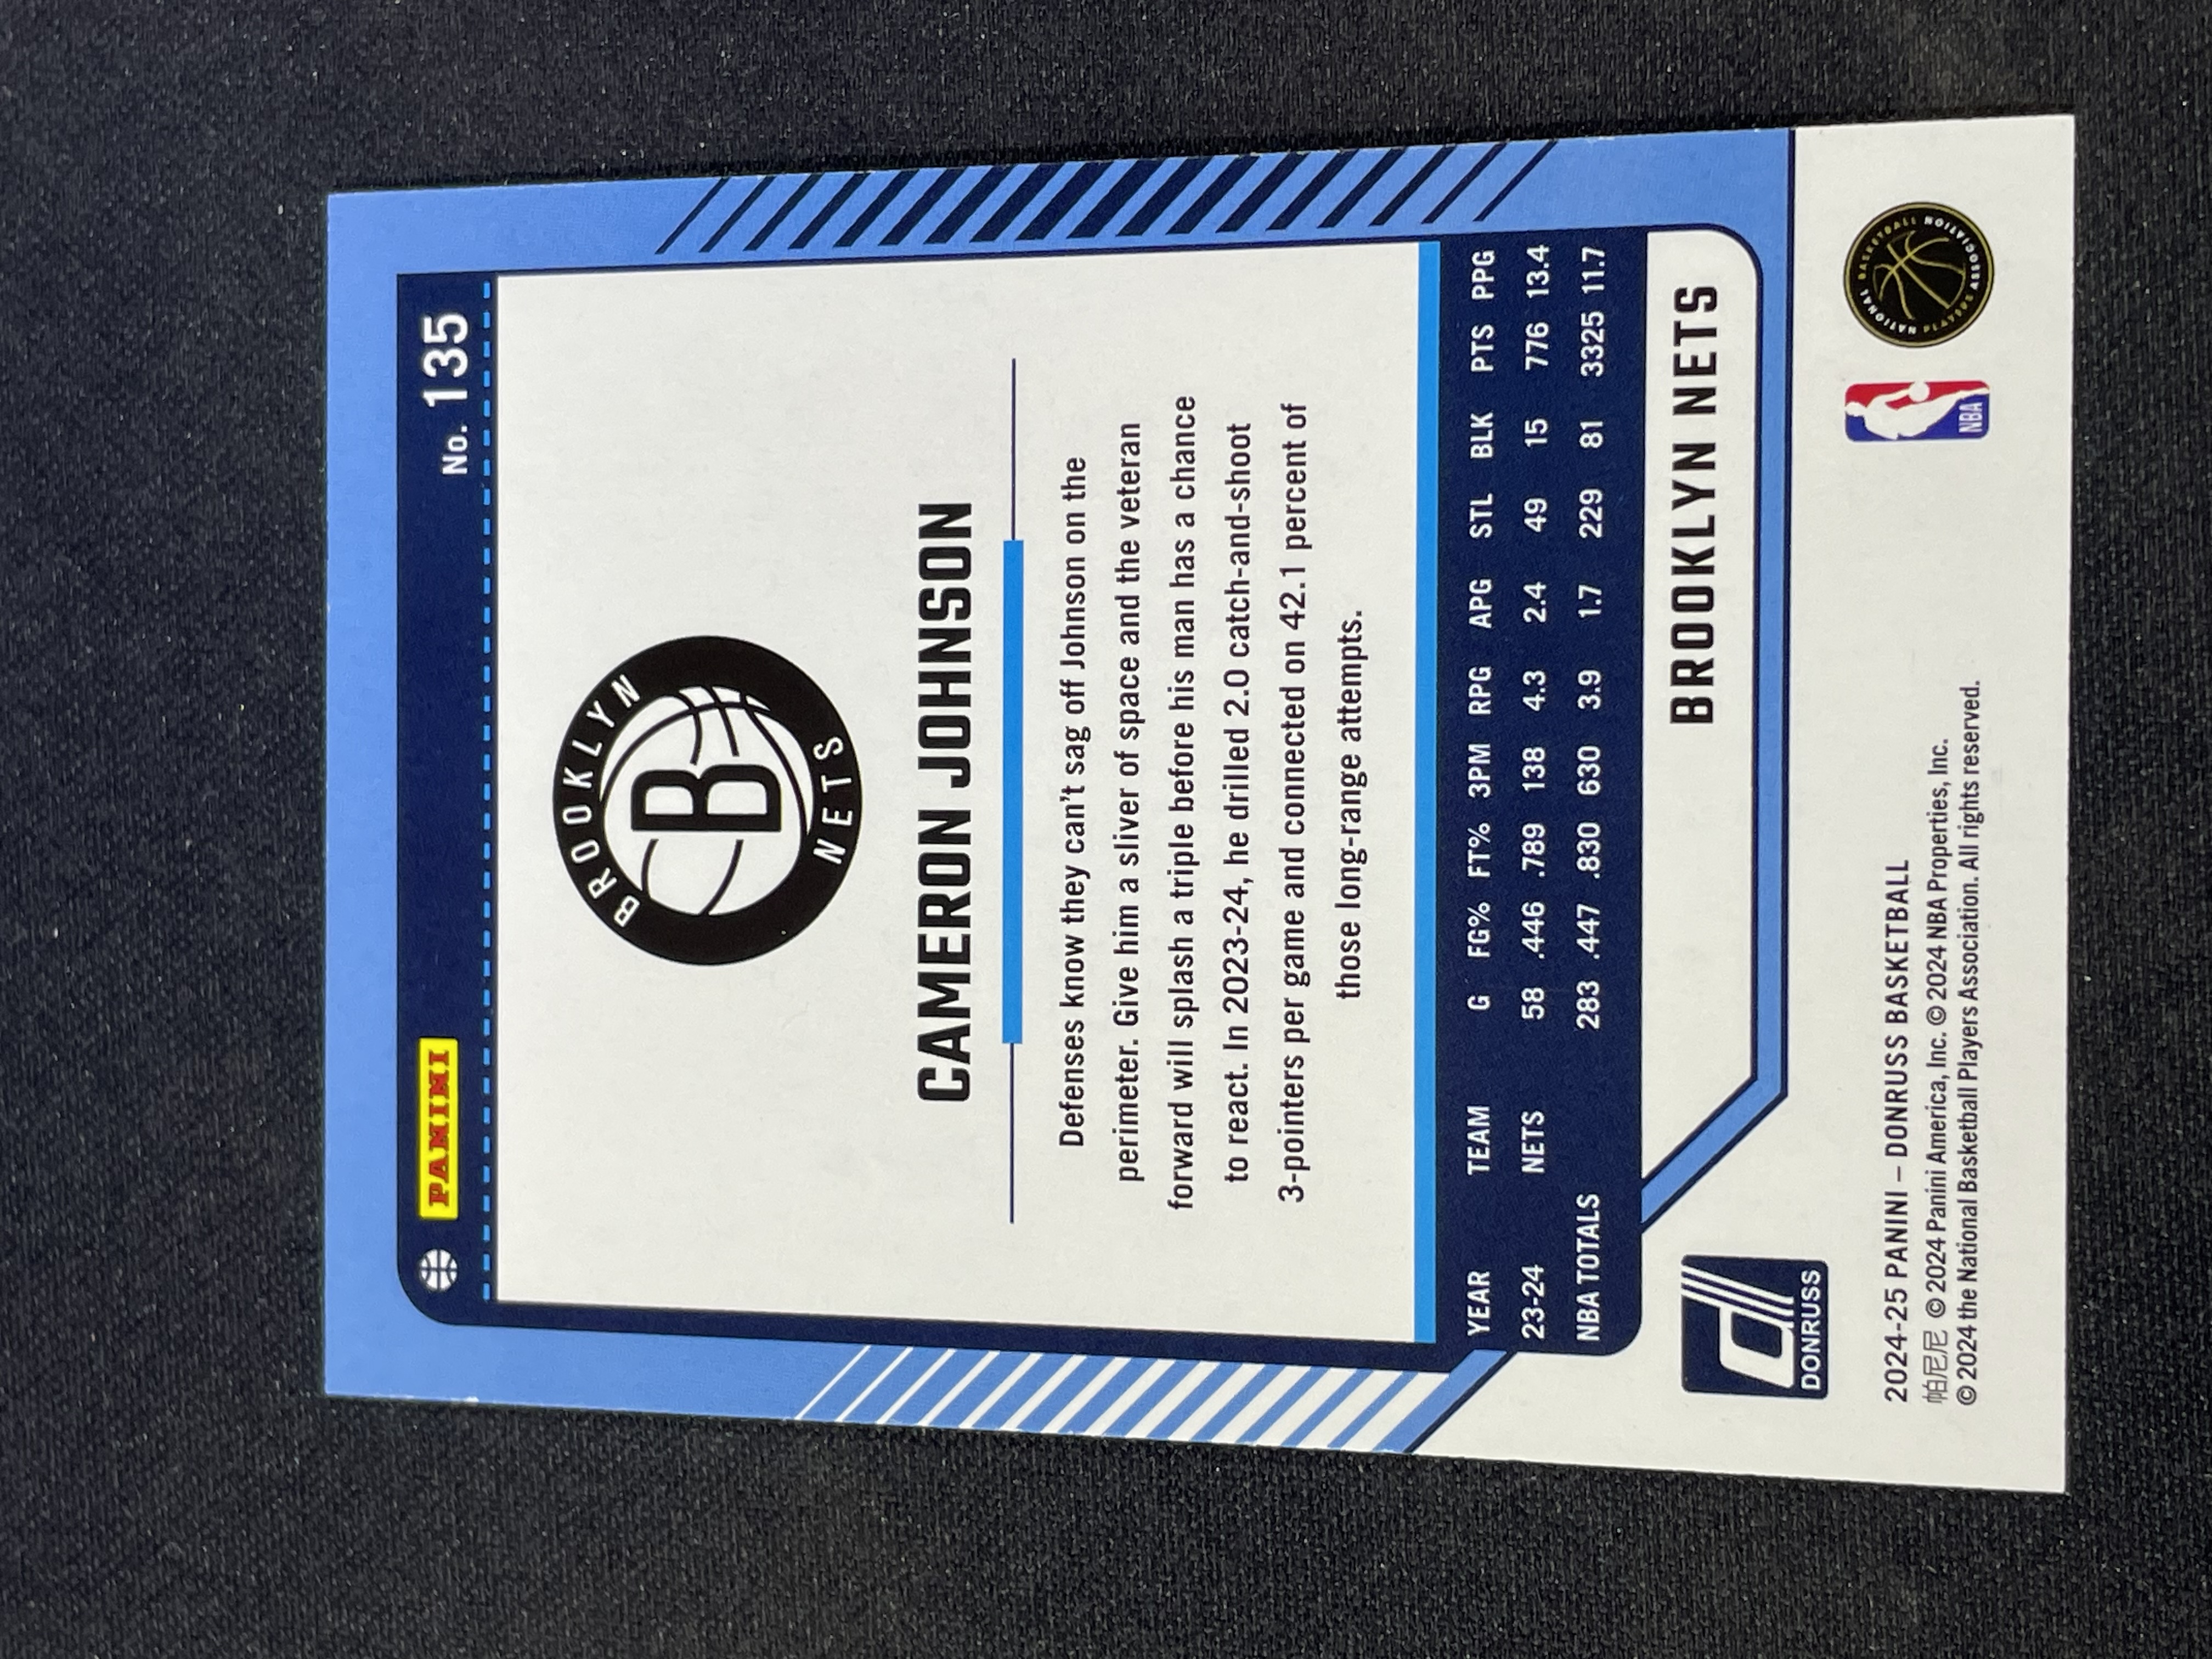 PANINI No. 135
BROOKLYN
B
NETS
CAMERON JOHNSON
Defenses know they can't sag off Johnson on the
perimeter. Give him a sliver of space and the veteran
forward will splash a triple before his man has a chance
to react. In 2023-24, he drilled 2.0 catch-and-shoot
3-pointers per game and connected on 42.1 percent of
those long-range attempts.
YEAR TEAM G FG% FT% 3PM RPG APG STL BLK PTS PPG
23-24 NETS 58 .446 .789 138 4.3 2.4 49 15 776 13.4
NBA TOTALS 283 .447 .830 630 3.9 1.7 229 81 3325 11.7
BROOKLYN NETS
d
DONRUSS
2024-25 PANINI – DONRUSS BASKETBALL
帕尼尼 © 2024 Panini America, Inc. © 2024 NBA Properties, Inc.
© 2024 the National Basketball Players Association. All rights reserved.
NBA
NATIONAL BASKETBALL
PLAYERS ASSOCIATION